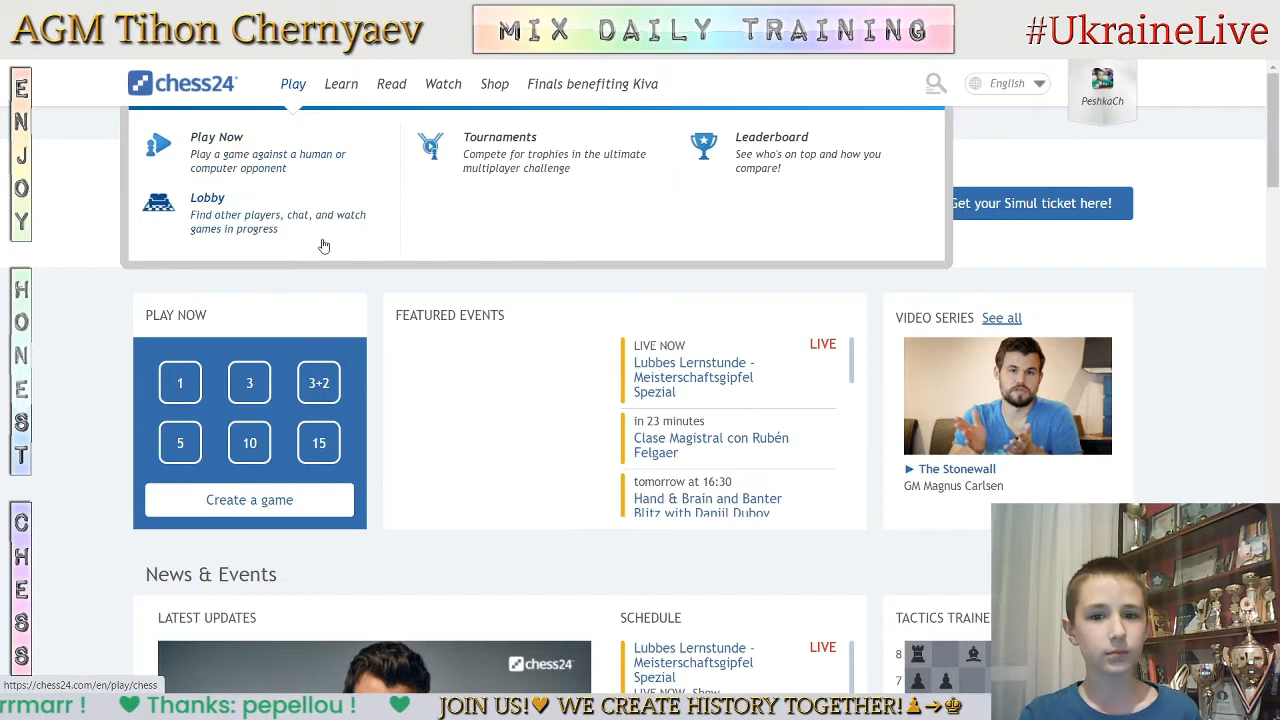 AGM Tihon Chernyaev
MIX DAILY TRAINING
#UkraineLive
ENJOY
HONEST
CHESS
chess24
Play
Learn
Read
Watch
Shop
Finals benefiting Kiva
English
PeshkaCh
Play Now
Play a game against a human or
computer opponent
Lobby
Find other players, chat, and watch
games in progress
Tournaments
Compete for trophies in the ultimate
multiplayer challenge
Leaderboard
See who's on top and how you
compare!
Get your Simul ticket here!
PLAY NOW
1
3
3+2
5
10
15
Create a game
FEATURED EVENTS
LIVE NOW
LIVE
Lubbes Lernstunde -
Meisterschaftsgipfel
Spezial
in 23 minutes
Clase Magistral con Rubén
Felgaer
tomorrow at 16:30
Hand & Brain and Banter
Blitz with Daniil Dubov
VIDEO SERIES See all
The Stonewall
GM Magnus Carlsen
News & Events
LATEST UPDATES
chess24
SCHEDULE
Lubbes Lernstunde -
LIVE
Meisterschaftsgipfel
Spezial
LIVE NOW, Show
TACTICS TRAINE
8
7
https://chess24.com/en/play/chess
rrmarr ! 💚 Thanks: pepellou ! 💚
JOIN US!🧡 WE CREATE HISTORY TOGETHER!♟→♔